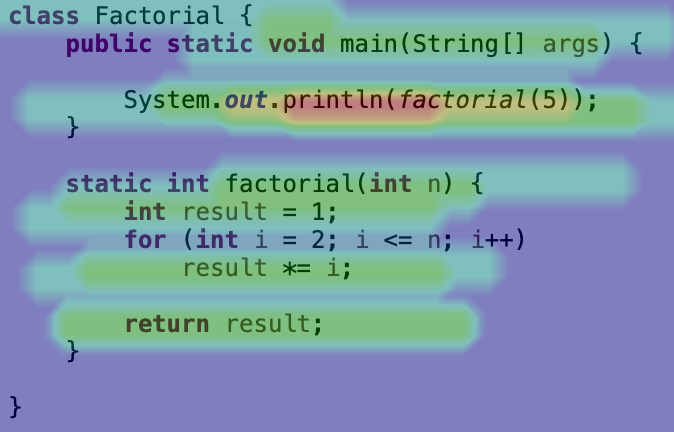 class Factorial {
    public static void main(String[] args) {
        System.out.println(factorial(5));
    }
    static int factorial(int n) {
        int result = 1;
        for (int i = 2; i <= n; i++)
            result *= i;
        return result;
    }
}